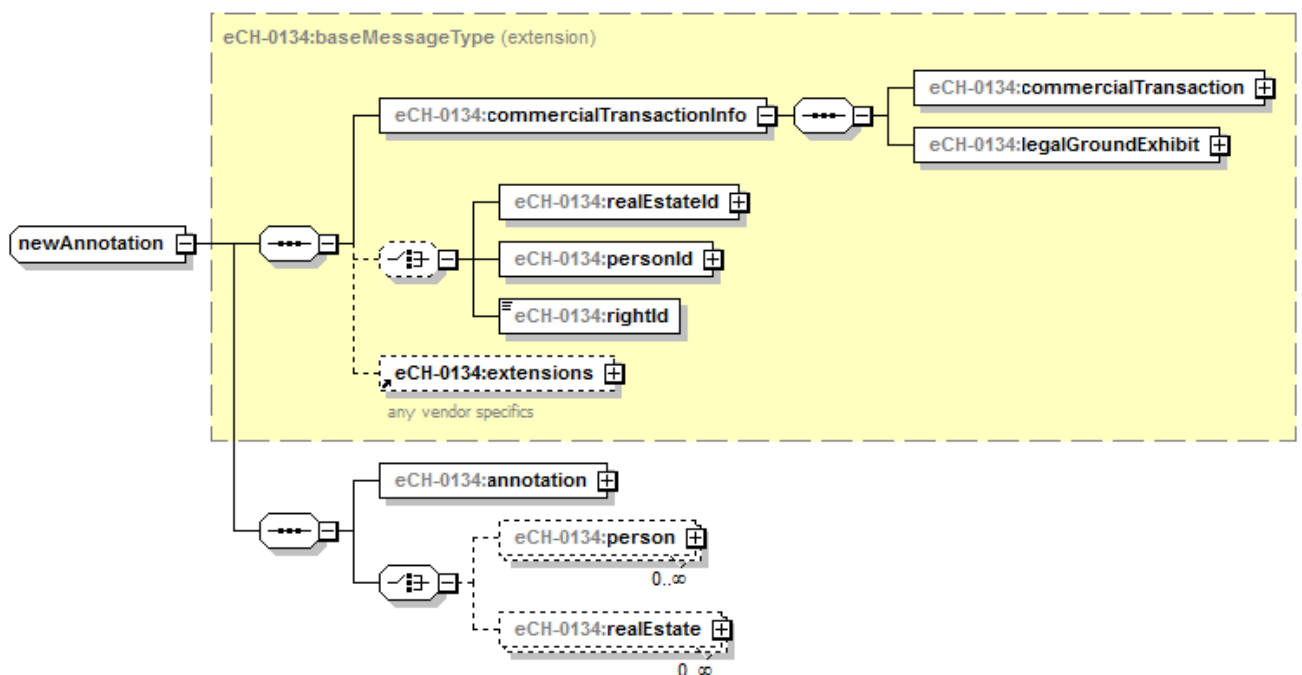 eCH-0134:baseMessageType (extension)
eCH-0134:commercialTransactionInfo
eCH-0134:commercialTransaction
eCH-0134:legalGroundExhibit
newAnnotation
eCH-0134:realEstateId
eCH-0134:personId
eCH-0134:rightId
eCH-0134:extensions
any vendor specifics
eCH-0134:annotation
eCH-0134:person
0..∞
eCH-0134:realEstate
0..∞